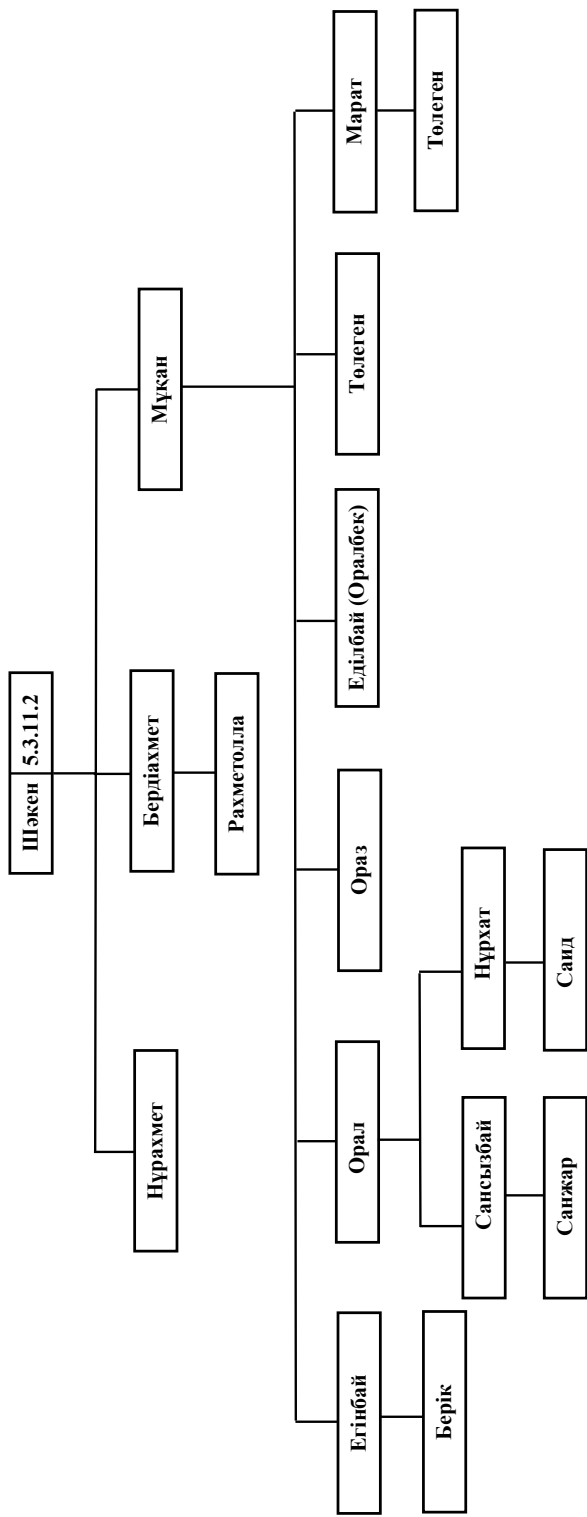 Шәкен 5.3.11.2
Нұрахмет
Бердіахмет
Мұқан
Рахметолла
Егінбай
Орал
Ораз
Еділбай (Оралбек)
Төлеген
Марат
Берік
Сансызбай
Нұрхат
Төлеген
Санжар
Саид